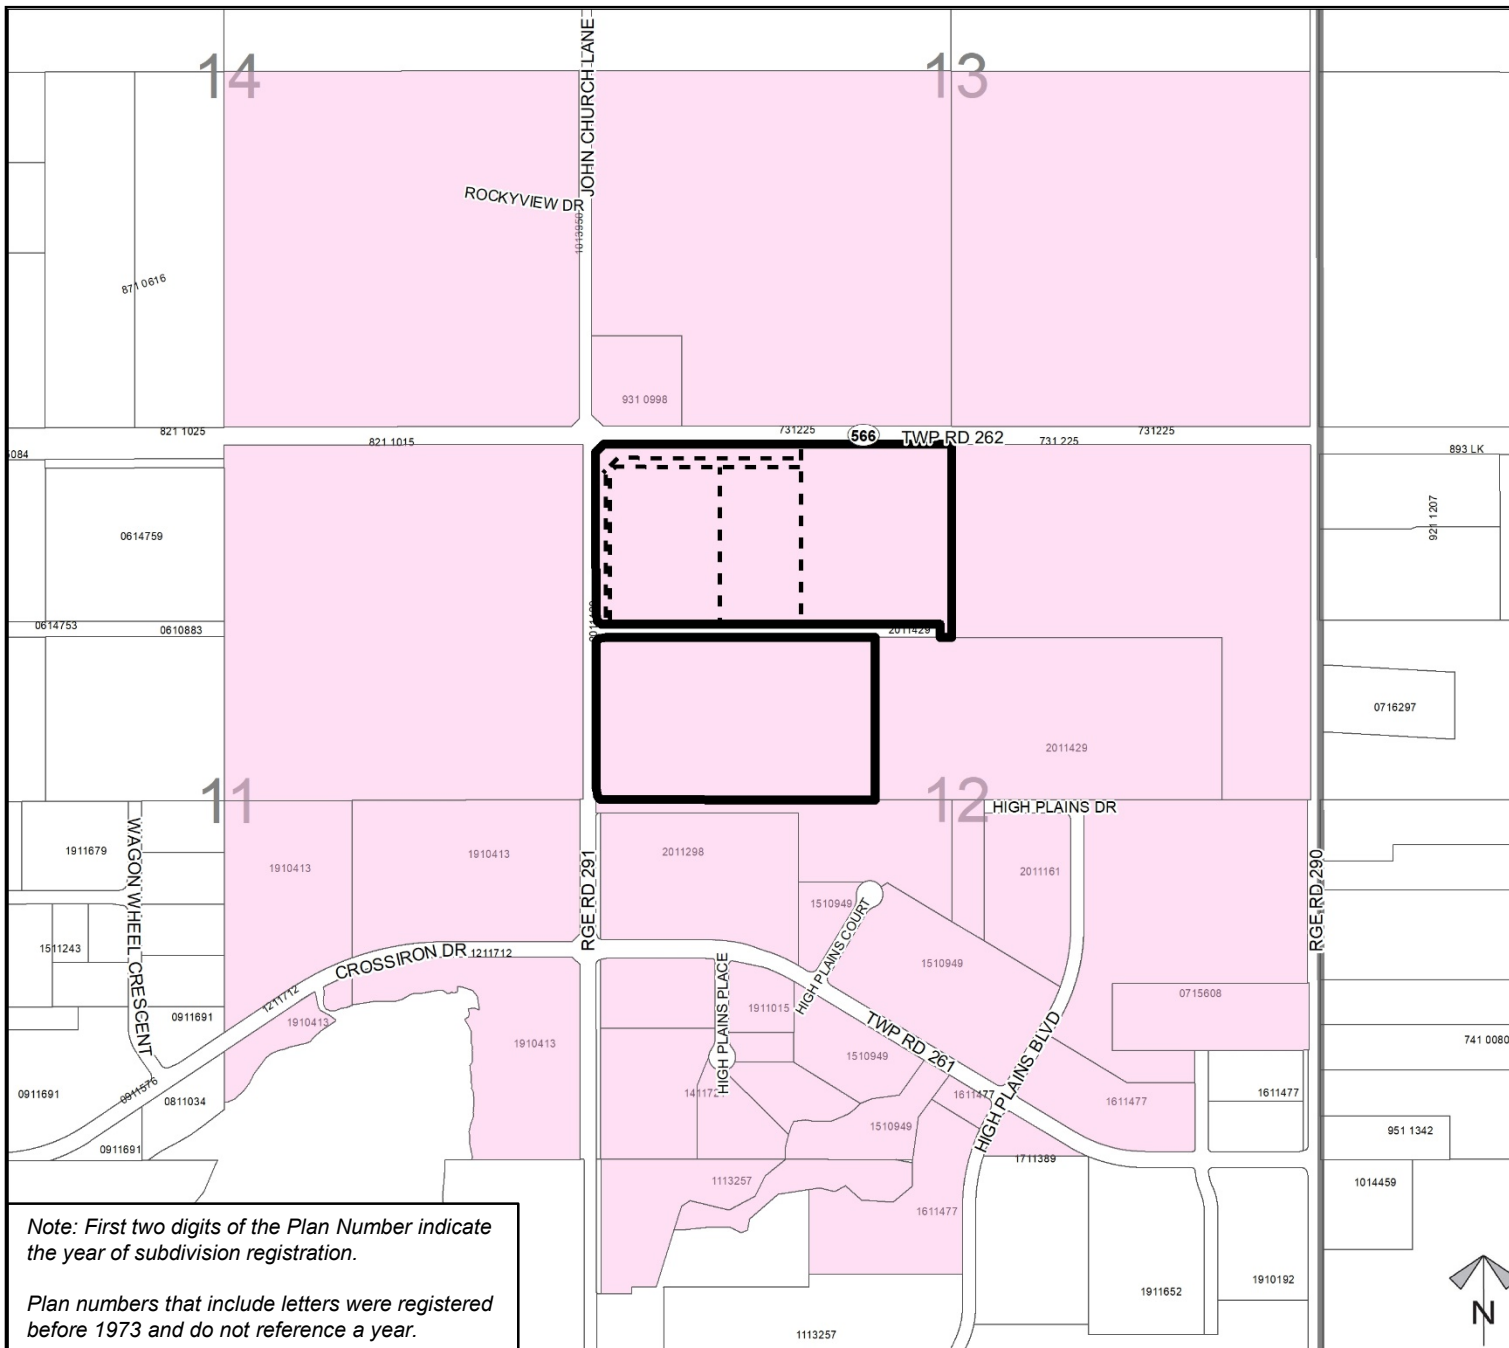 14
13
JOHN CHURCH LANE
ROCKYVIEW DR
1013950
871 0616
931 0998
821 1025
821 1015
731225
566
TWP RD 262
731 225
731225
893 LK
0614759
921 1207
0614753
0610883
2011429
0716297
2011429
11
12
HIGH PLAINS DR
WAGON WHEEL CRESCENT
1911679
1910413
1910413
RGE RD 291
2011298
2011161
RGE RD 290
1510949
HIGH PLAINS COURT
1511243
CROSSIRON DR
1211712
1510949
1211712
HIGH PLAINS PLACE
0715608
0911691
1910413
1911015
TWP RD 261
HIGH PLAINS BLVD
741 0080
1910413
1510949
0911691
0911576
0811034
1611477
1611477
1611477
1510949
951 1342
0911691
1711389
1113257
1014459
1611477
Note: First two digits of the Plan Number indicate
the year of subdivision registration.
Plan numbers that include letters were registered
before 1973 and do not reference a year.
1911652
1910192
1113257
N